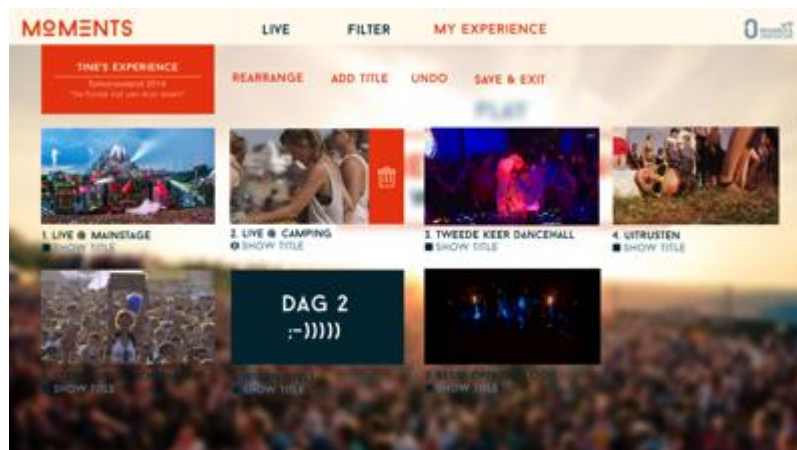 MOMENTS
LIVE
FILTER
MY EXPERIENCE
TINE'S EXPERIENCE
REARRANGE
ADD TITLE
UNDO
SAVE & EXIT
PLAY
1. LIVE @ MAINSTAGE
SHOW TITLE
2. LIVE @ CAMPING
SHOW TITLE
3. TWEEDE KEER DANCEHALL
SHOW TITLE
4. UITRUSTEN
SHOW TITLE
DAG 2
;-)))))
SHOW TITLE
SHOW TITLE
SHOW TITLE